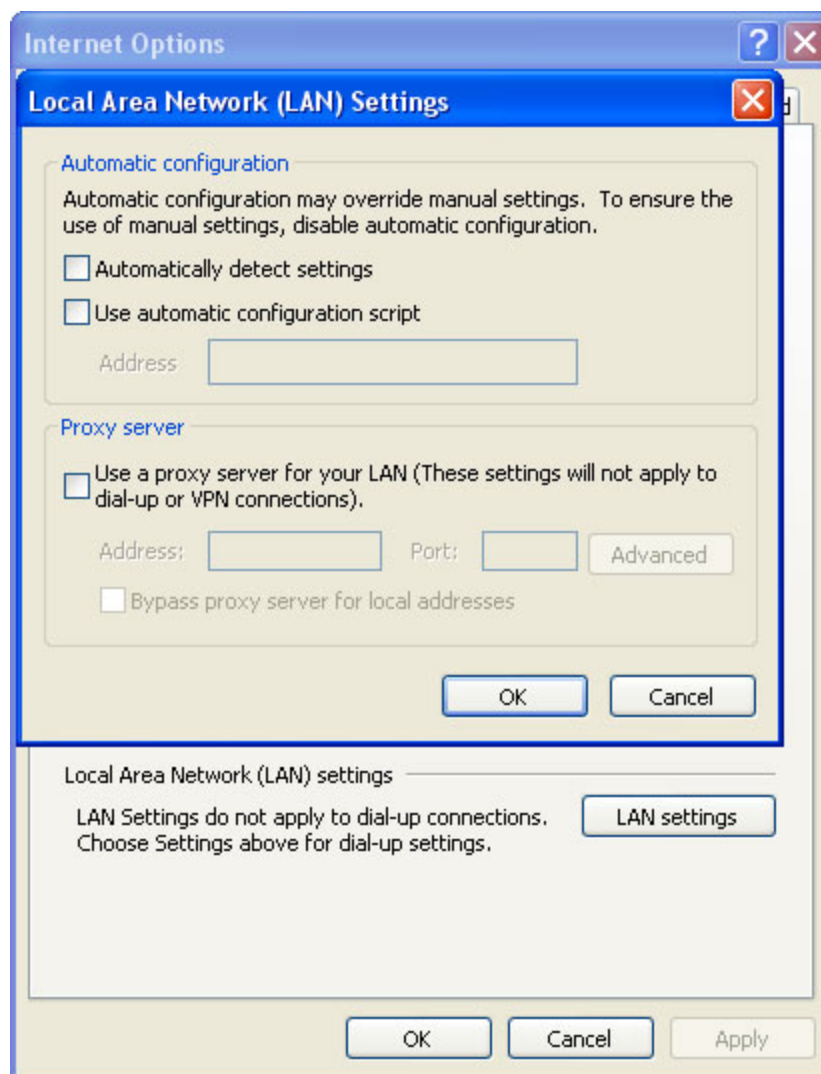 Internet Options
Local Area Network (LAN) Settings
Automatic configuration
Automatic configuration may override manual settings. To ensure the
use of manual settings, disable automatic configuration.
Automatically detect settings
Use automatic configuration script
Address
Proxy server
Use a proxy server for your LAN (These settings will not apply to
dial-up or VPN connections).
Address:
Port:
Advanced
Bypass proxy server for local addresses
OK
Cancel
Local Area Network (LAN) settings
LAN Settings do not apply to dial-up connections.
Choose Settings above for dial-up settings.
LAN settings
OK
Cancel
Apply